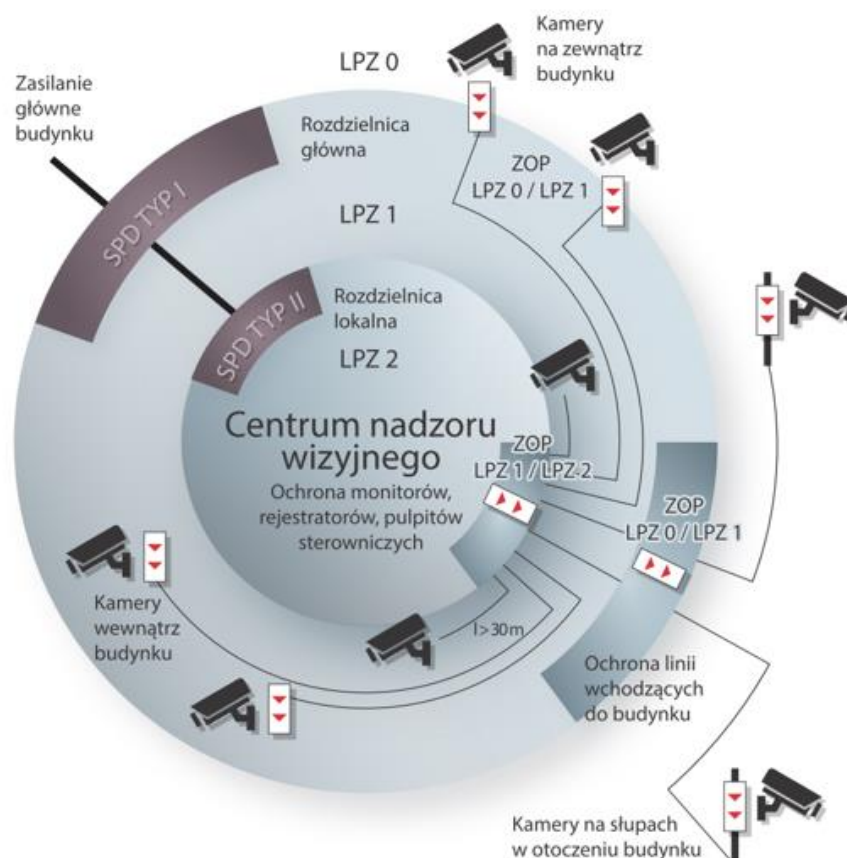 Kamery
na zewnątrz
budynku
LPZ 0
Zasilanie
główne
budynku
Rozdzielnica
główna
SPD TYP I
ZOP
LPZ 0 / LPZ 1
LPZ 1
Rozdzielnica
lokalna
SPD TYP II
LPZ 2
Centrum nadzoru
wizyjnego
ZOP
LPZ 1 / LPZ 2
Ochrona monitorów,
rejestratorów, pulpitów
sterowniczych
ZOP
LPZ 0 / LPZ 1
Kamery
wewnątrz
budynku
l>30m
Ochrona linii
wchodzących
do budynku
Kamery na słupach
w otoczeniu budynku